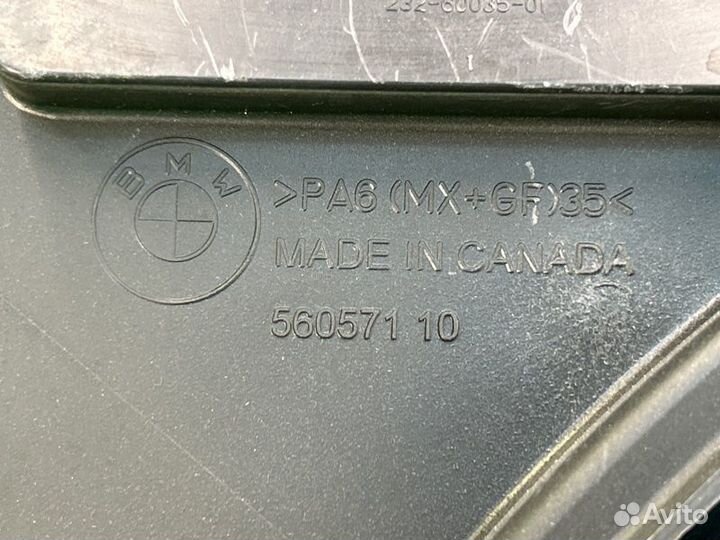 232-60035-01
BMW
>PA6 (MX+GF)35<
MADE IN CANADA
560571 10
Avito